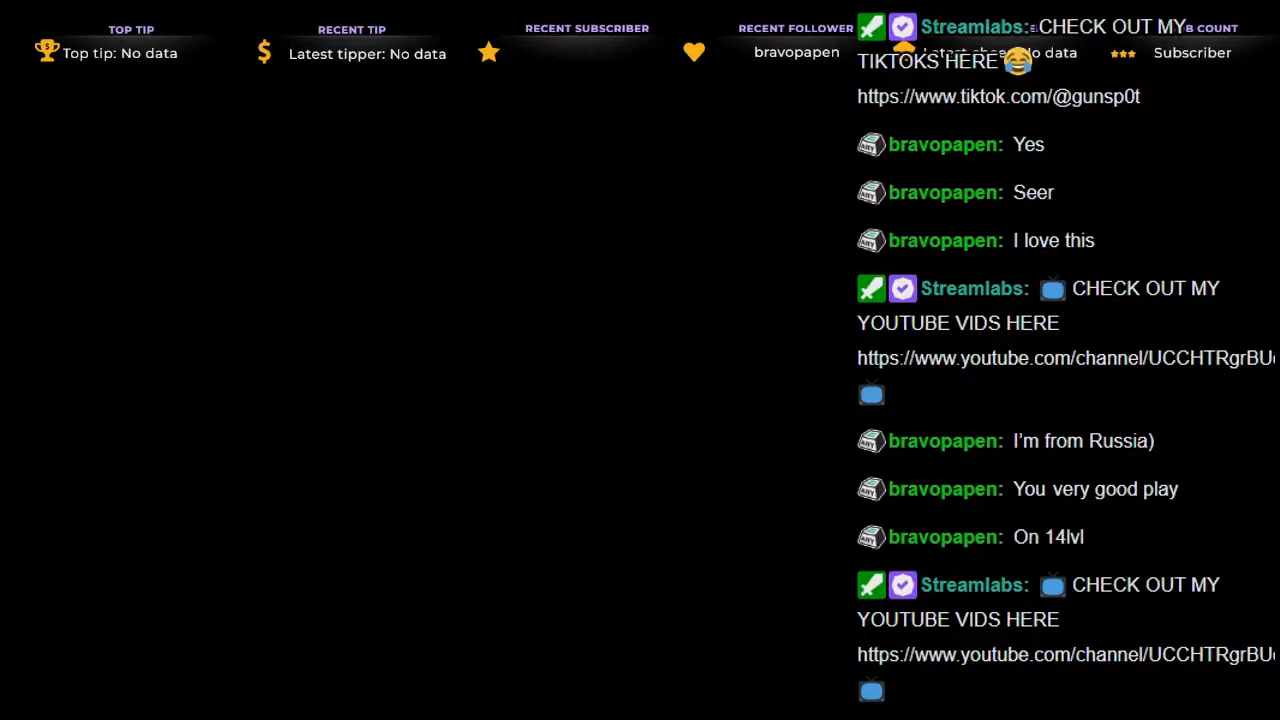 TOP TIP
Top tip: No data
RECENT TIP
Latest tipper: No data
RECENT SUBSCRIBER
RECENT FOLLOWER
bravopapen
B COUNT
Subscriber
o data
Streamlabs: CHECK OUT MY
TIKTOKS HERE 😂
https://www.tiktok.com/@gunsp0t
bravopapen: Yes
bravopapen: Seer
bravopapen: I love this
Streamlabs: 📺 CHECK OUT MY
YOUTUBE VIDS HERE
https://www.youtube.com/channel/UCCHTRgrBU
📺
bravopapen: I'm from Russia)
bravopapen: You very good play
bravopapen: On 14lvl
Streamlabs: 📺 CHECK OUT MY
YOUTUBE VIDS HERE
https://www.youtube.com/channel/UCCHTRgrBU
📺